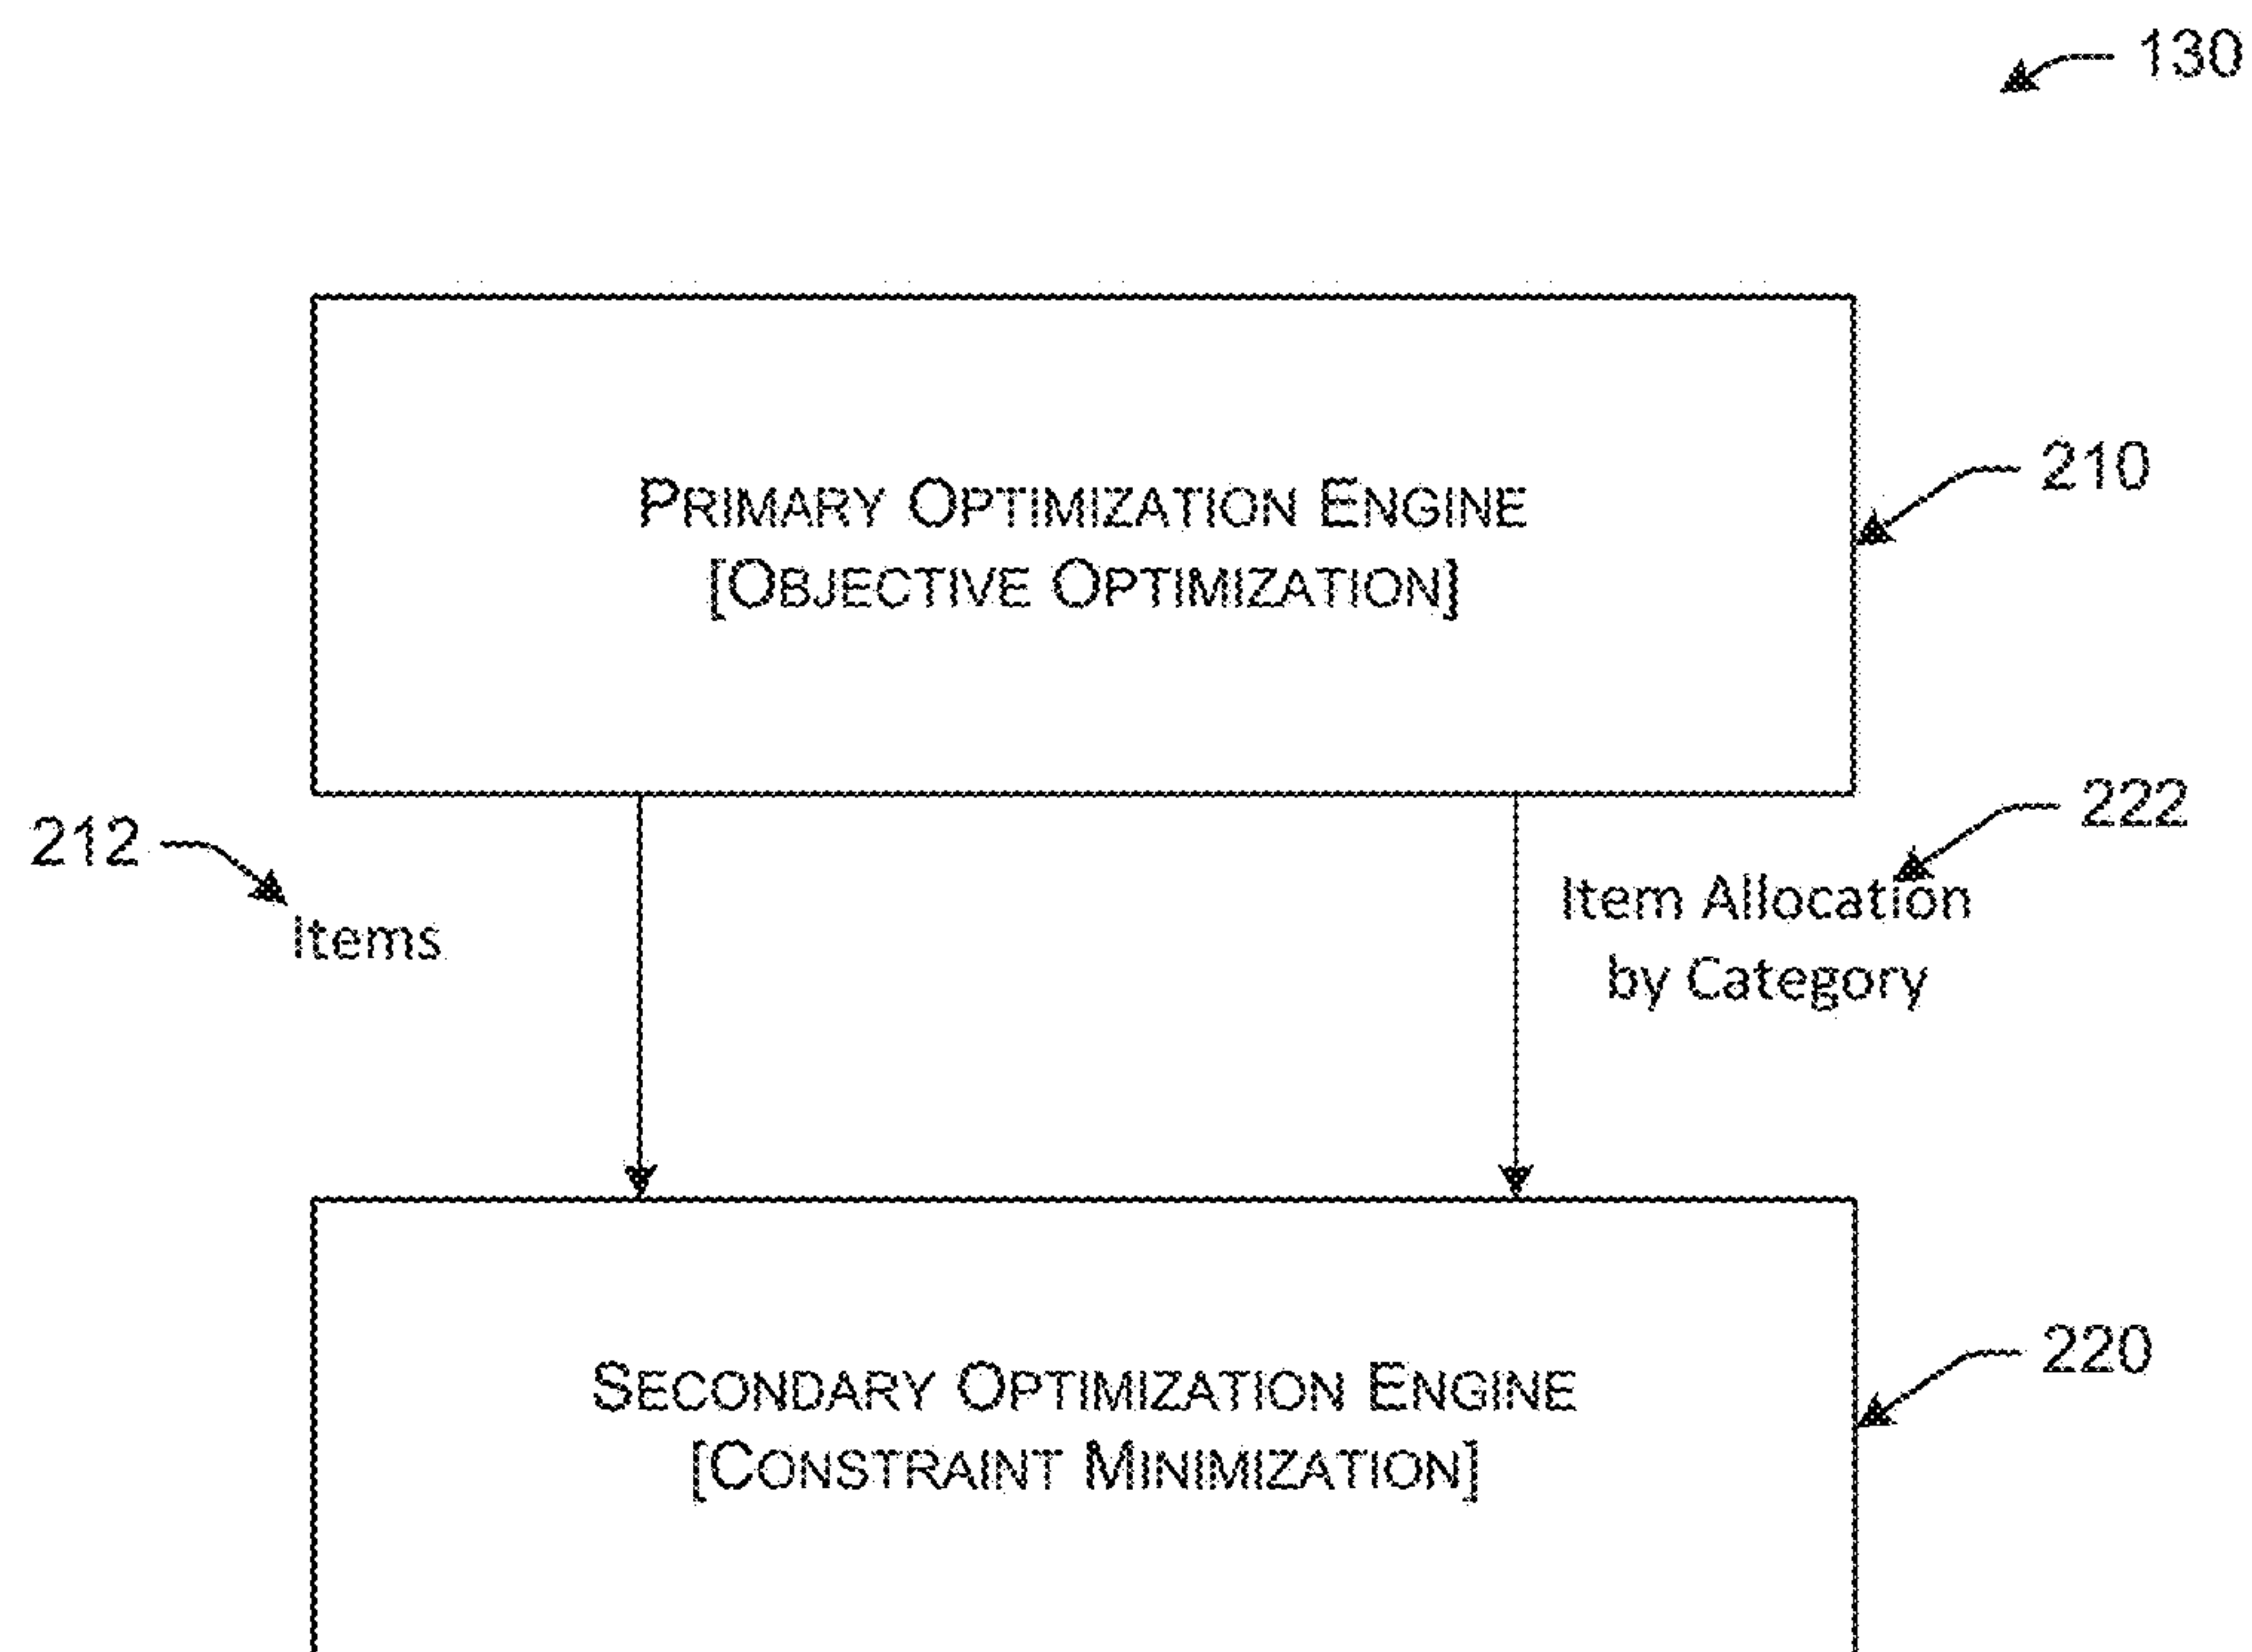 130
PRIMARY OPTIMIZATION ENGINE
[OBJECTIVE OPTIMIZATION]
210
212
222
Items
Item Allocation
by Category
SECONDARY OPTIMIZATION ENGINE
[CONSTRAINT MINIMIZATION]
220